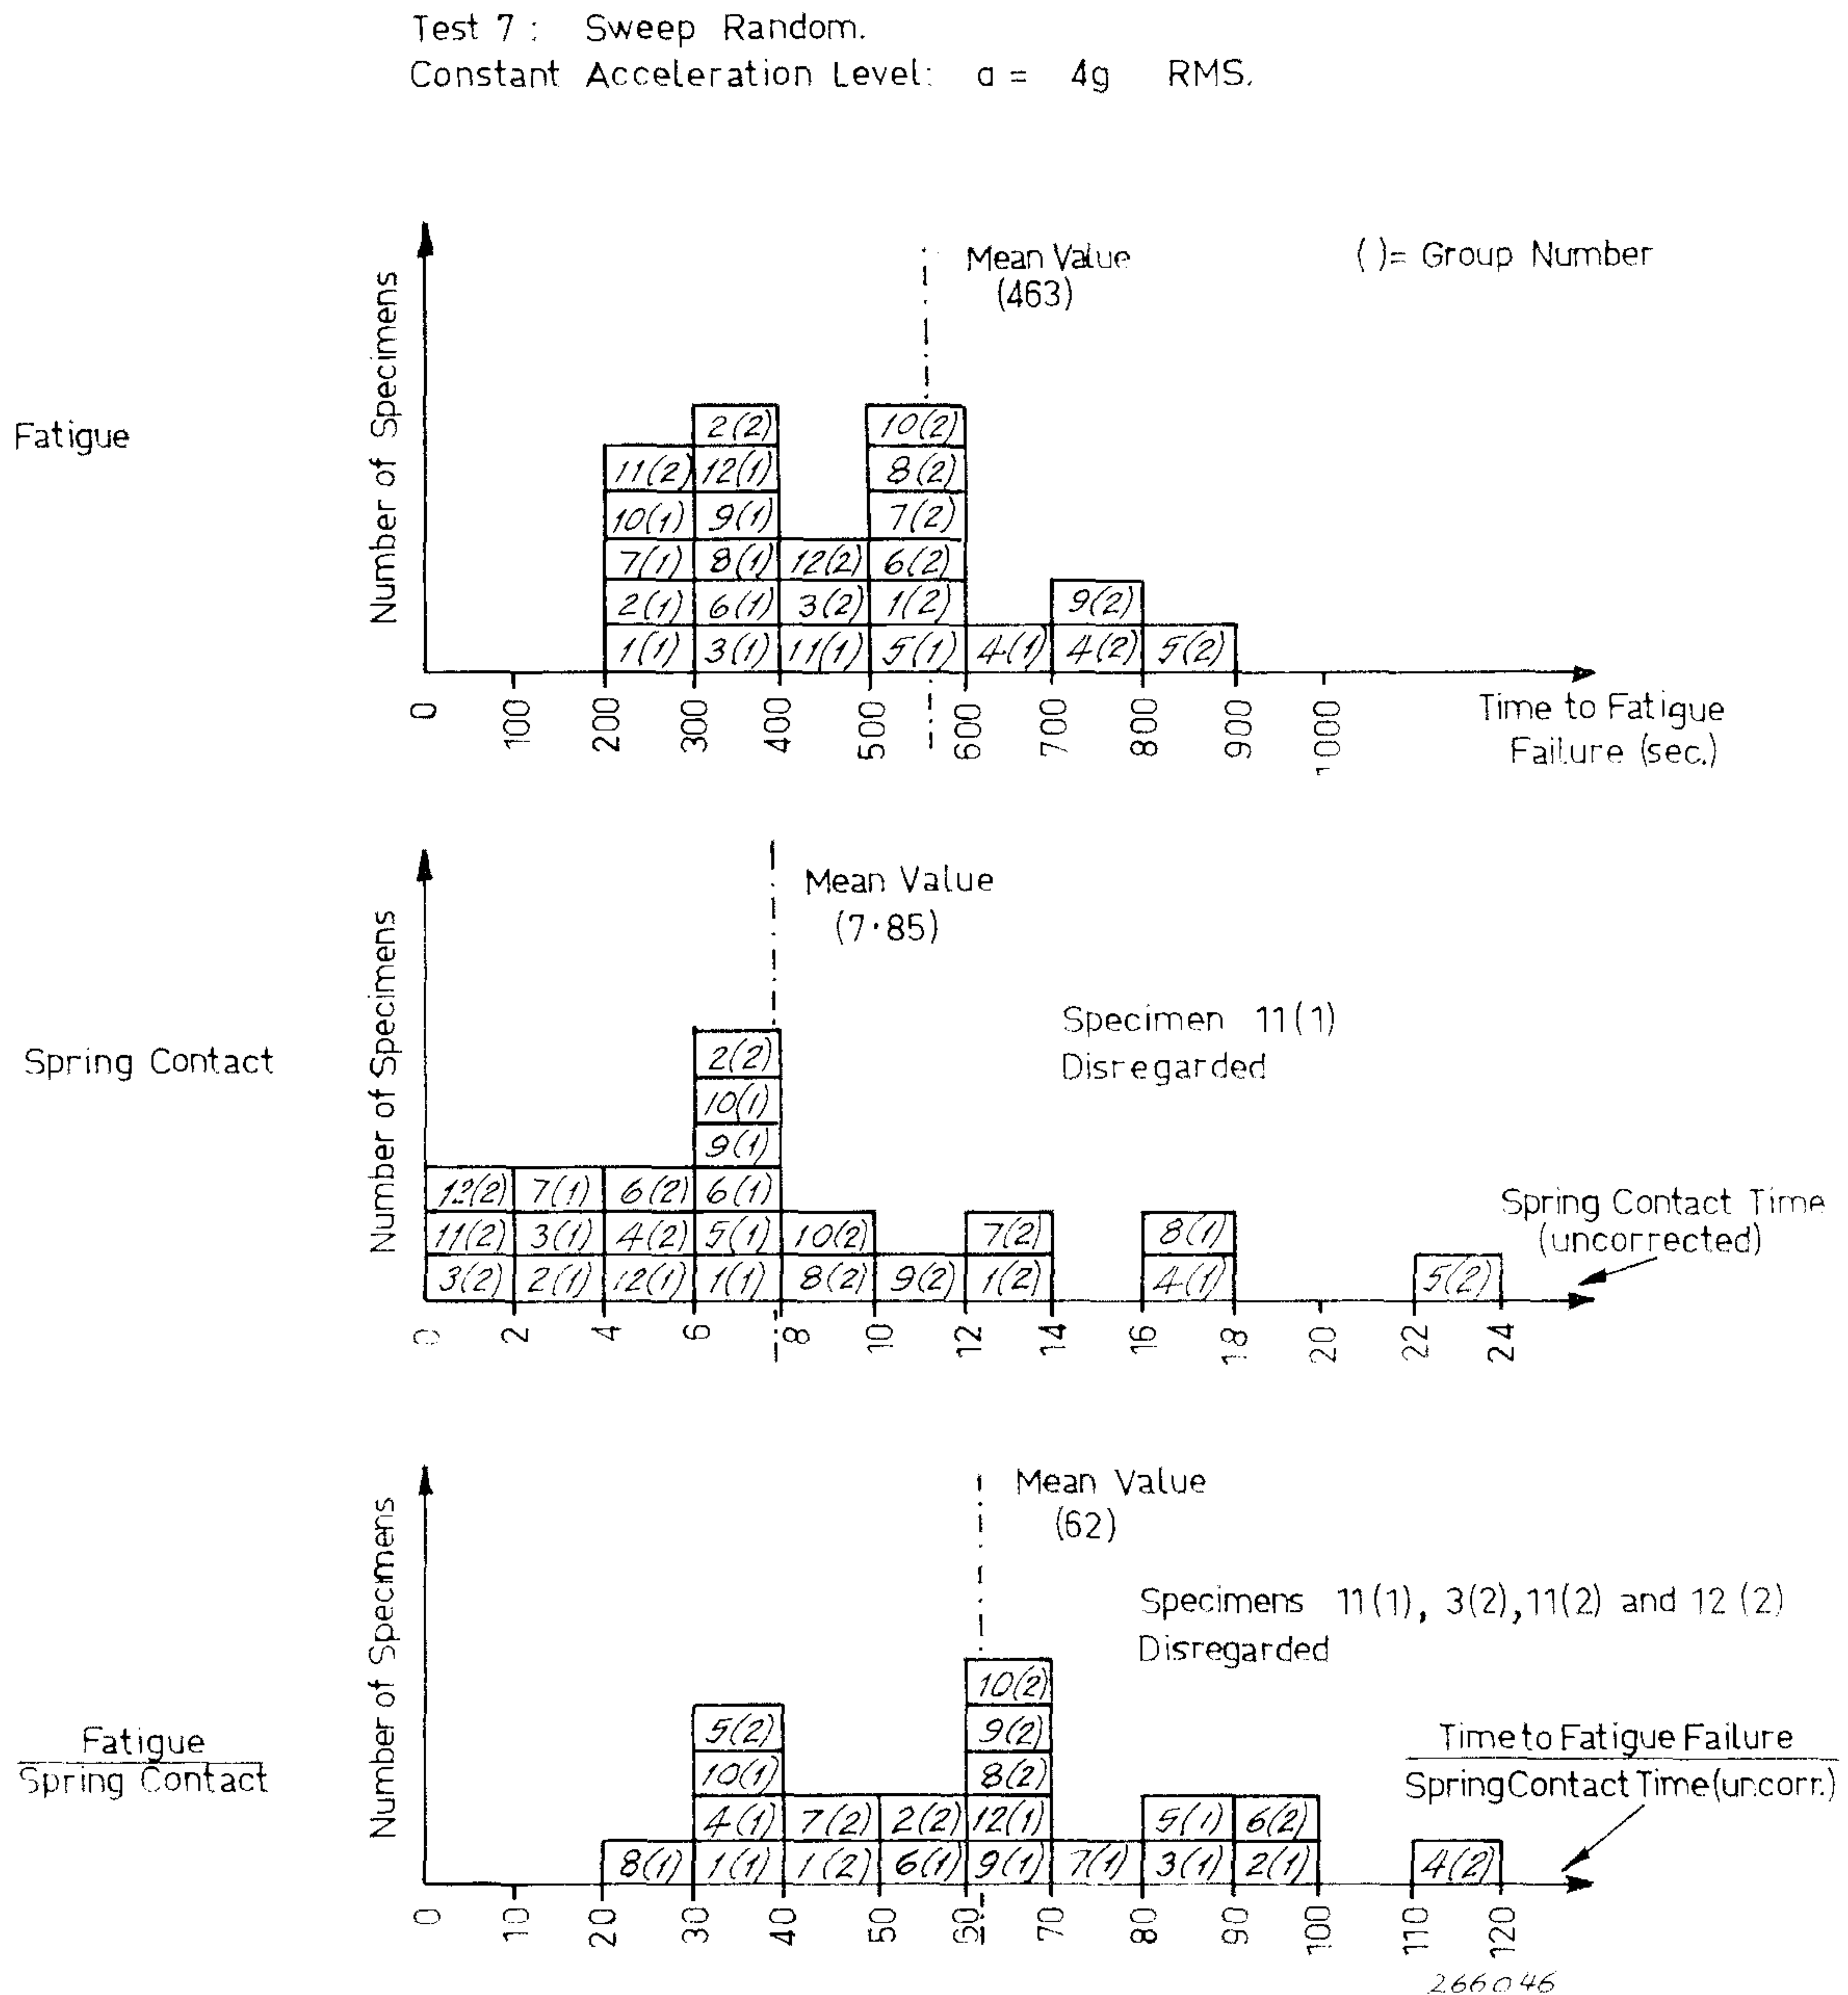 Test 7 : Sweep Random.
Constant Acceleration Level: a = 4g RMS.
Mean Value
(463)
( )= Group Number
Fatigue
Number of Specimens
2(2) 10(2)
11(2) 12(1) 8(2)
10(1) 9(1) 7(2)
7(1) 8(1) 12(2) 6(2)
2(1) 6(1) 3(2) 1(2) 9(2)
1(1) 3(1) 11(1) 5(1) 4(1) 4(2) 5(2)
0 100 200 300 400 500 600 700 800 900 1000
Time to Fatigue
Failure (sec.)
Mean Value
(7·85)
Specimen 11(1)
Disregarded
Spring Contact
Number of Specimens
2(2)
10(1)
9(1)
12(2) 7(1) 6(2) 6(1)
11(2) 3(1) 4(2) 5(1) 10(2) 7(2) 8(1)
3(2) 2(1) 12(1) 1(1) 8(2) 9(2) 1(2) 4(1) 5(2)
Spring Contact Time
(uncorrected)
0 2 4 6 8 10 12 14 16 18 20 22 24
Mean Value
(62)
Specimens 11(1), 3(2), 11(2) and 12 (2)
Disregarded
Fatigue
Spring Contact
Number of Specimens
10(2)
5(2) 9(2)
10(1) 8(2)
4(1) 7(2) 2(2) 12(1) 5(1) 6(2)
8(1) 1(1) 1(2) 6(1) 9(1) 7(1) 3(1) 2(1) 4(2)
Time to Fatigue Failure
Spring Contact Time (uncorr.)
0 10 20 30 40 50 60 70 80 90 100 110 120
266046